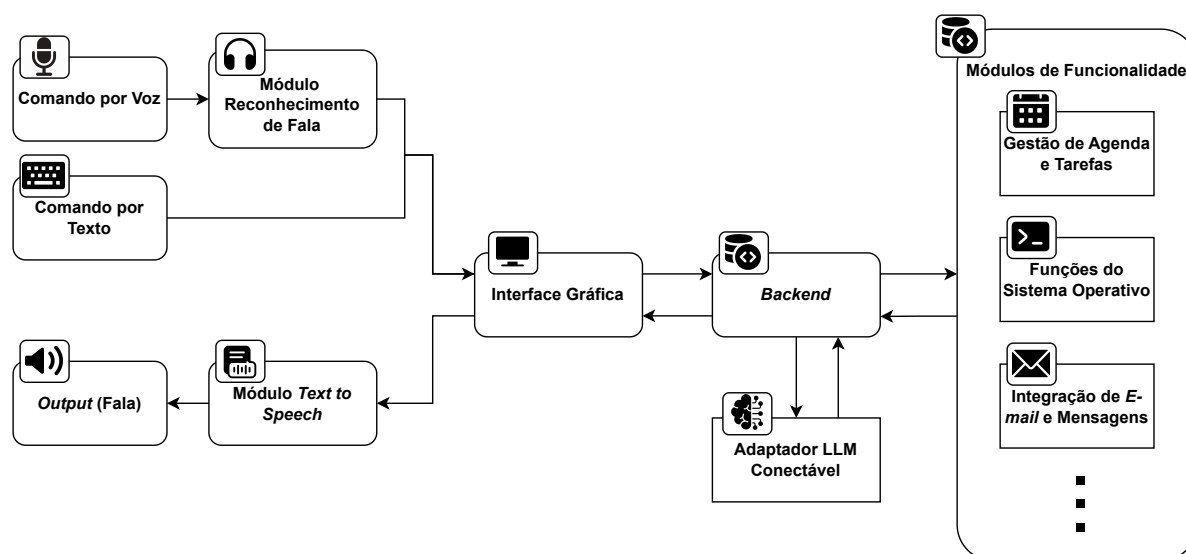 Comando por Voz
Módulo
Reconhecimento
de Fala
Comando por
Texto
Interface Gráfica
Backend
Output (Fala)
Módulo Text to
Speech
Adaptador LLM
Conectável
Módulos de Funcionalidade
Gestão de Agenda
e Tarefas
Funções do
Sistema Operativo
Integração de E-
mail e Mensagens